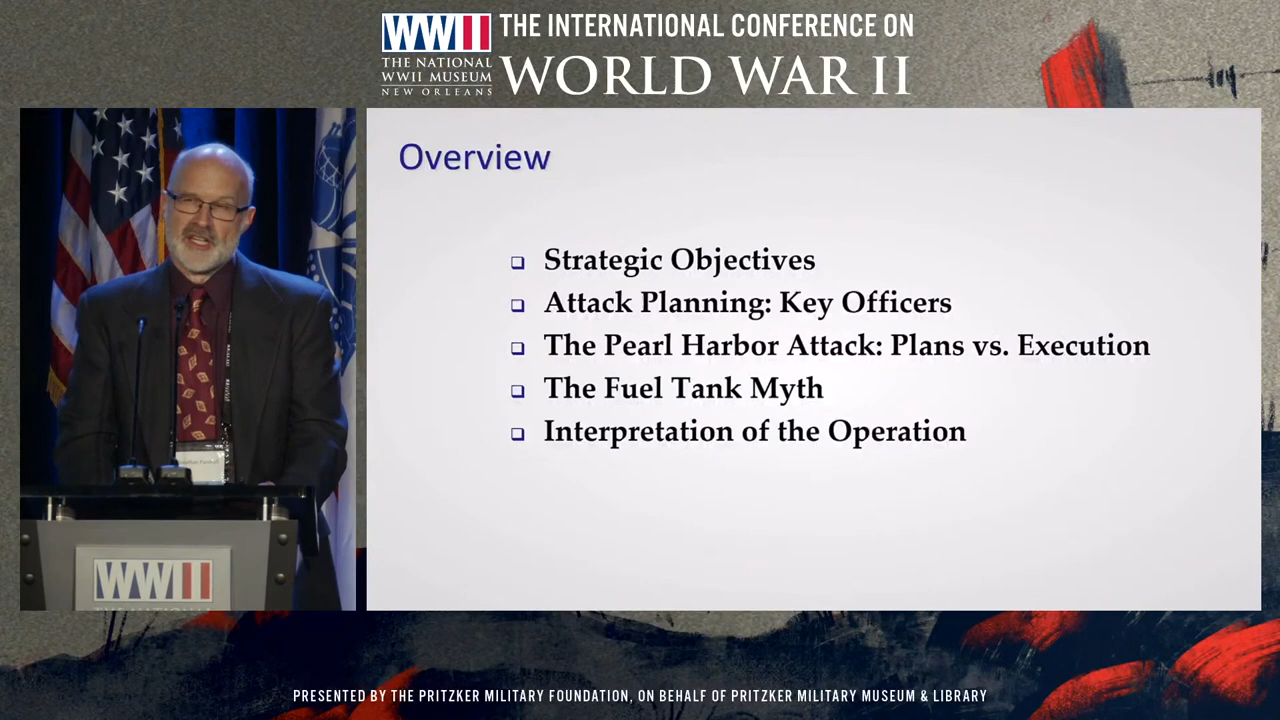 WWII
THE NATIONAL
WWII MUSEUM
NEW ORLEANS
THE INTERNATIONAL CONFERENCE ON
WORLD WAR II
Overview
Strategic Objectives
Attack Planning: Key Officers
The Pearl Harbor Attack: Plans vs. Execution
The Fuel Tank Myth
Interpretation of the Operation
WWII
THE NATIONAL
PRESENTED BY THE PRITZKER MILITARY FOUNDATION, ON BEHALF OF PRITZKER MILITARY MUSEUM & LIBRARY